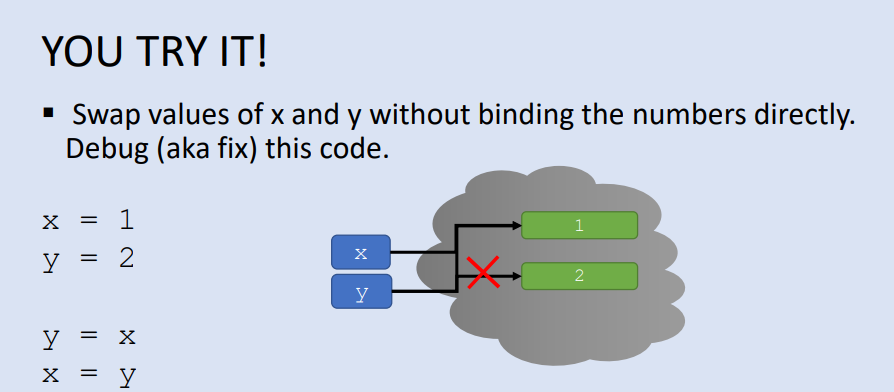 YOU TRY IT!
▪ Swap values of x and y without binding the numbers directly.
Debug (aka fix) this code.
x = 1
y = 2
y = x
x = y
x
y
1
2